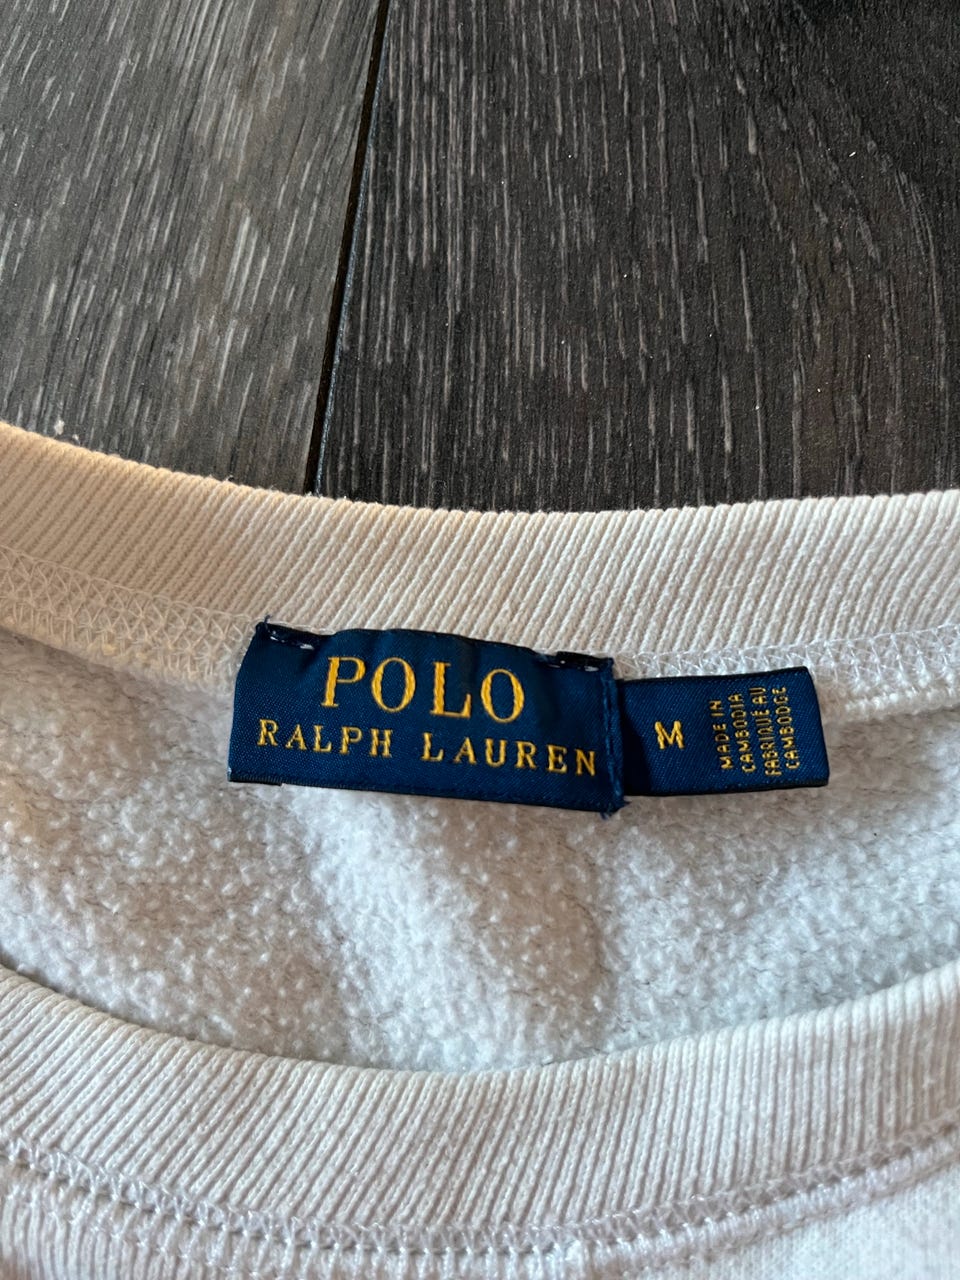 POLO
RALPH LAUREN
M
MADE IN
CAMBODIA
FABRIQUÉ AU
CAMBODGE